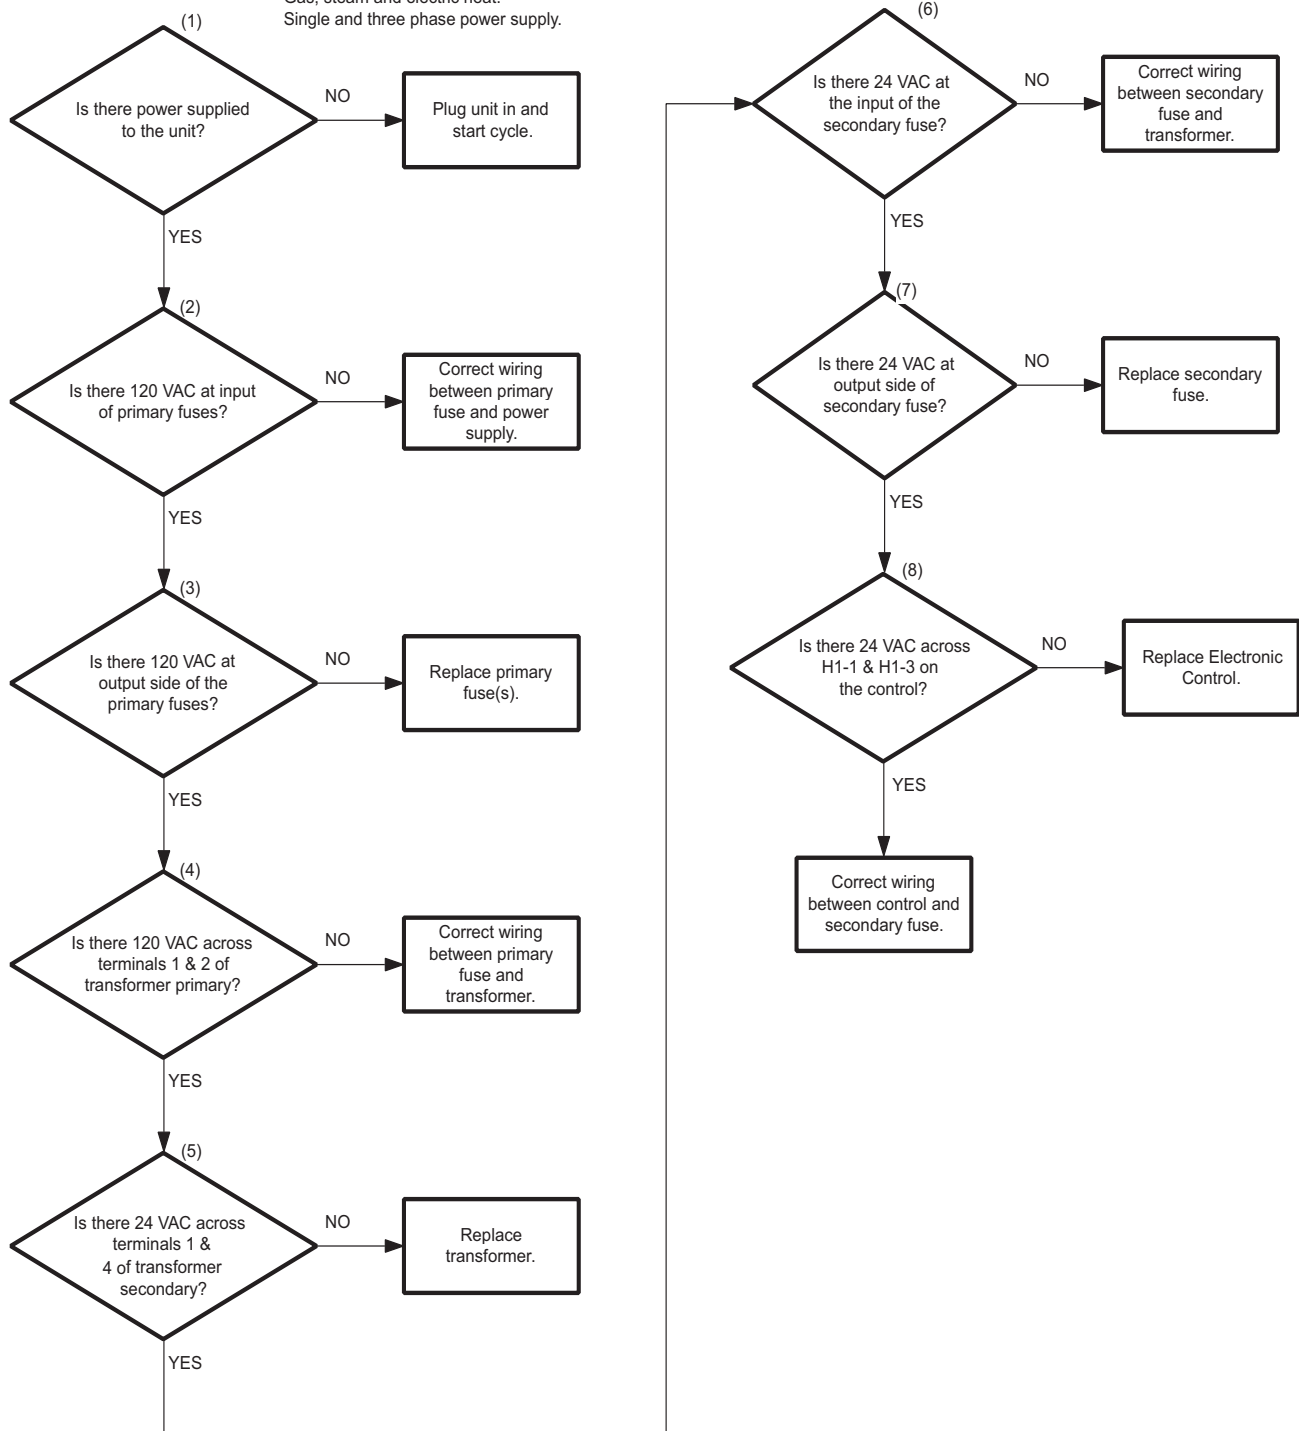 Gas, steam and electric heat.
Single and three phase power supply.
(1)
Is there power supplied
to the unit?
NO
Plug unit in and
start cycle.
YES
(2)
Is there 120 VAC at input
of primary fuses?
NO
Correct wiring
between primary
fuse and power
supply.
YES
(3)
Is there 120 VAC at
output side of the
primary fuses?
NO
Replace primary
fuse(s).
YES
(4)
Is there 120 VAC across
terminals 1 & 2 of
transformer primary?
NO
Correct wiring
between primary
fuse and
transformer.
YES
(5)
Is there 24 VAC across
terminals 1 &
4 of transformer
secondary?
NO
Replace
transformer.
YES
(6)
Is there 24 VAC at
the input of the
secondary fuse?
NO
Correct wiring
between secondary
fuse and
transformer.
YES
(7)
Is there 24 VAC at
output side of
secondary fuse?
NO
Replace secondary
fuse.
YES
(8)
Is there 24 VAC across
H1-1 & H1-3 on
the control?
NO
Replace Electronic
Control.
YES
Correct wiring
between control and
secondary fuse.